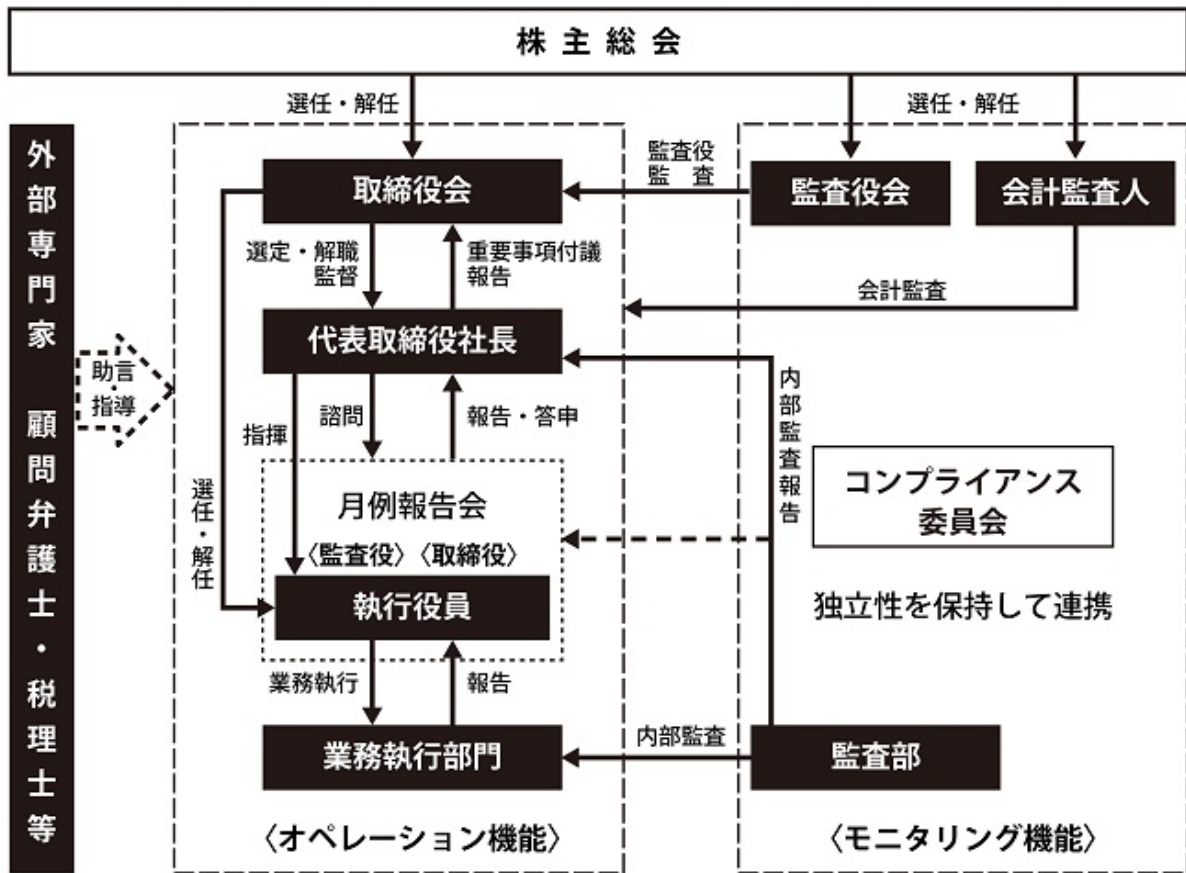 株主総会
選任・解任
選任・解任
外部専門家 顧問弁護士・税理士等
助言・指導
取締役会
監査役
監査
監査役会
会計監査人
選定・解職
監督
重要事項付議
報告
会計監査
代表取締役社長
指揮
諮問
報告・答申
内部監査報告
選任・解任
月例報告会
〈監査役〉〈取締役〉
執行役員
コンプライアンス
委員会
独立性を保持して連携
業務執行
報告
業務執行部門
内部監査
監査部
〈オペレーション機能〉
〈モニタリング機能〉